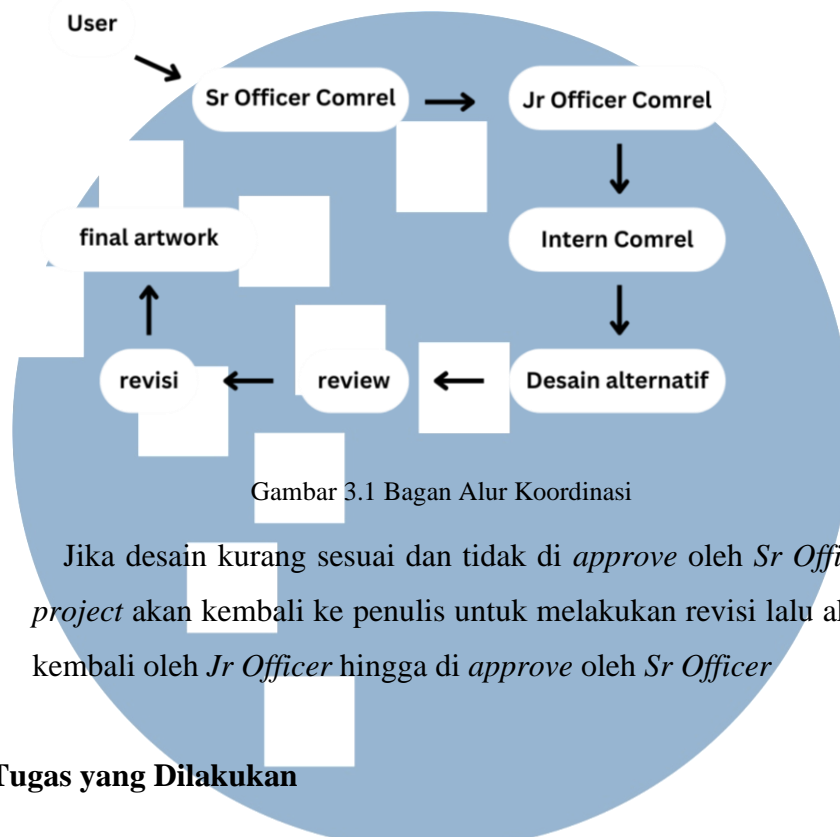 User
Sr Officer Comrel
Jr Officer Comrel
Intern Comrel
Desain alternatif
review
revisi
final artwork
Gambar 3.1 Bagan Alur Koordinasi
Jika desain kurang sesuai dan tidak di approve oleh Sr
project akan kembali ke penulis untuk melakukan revisi lalu
kembali oleh Jr Officer hingga di approve oleh Sr Officer
Tugas yang Dilakukan